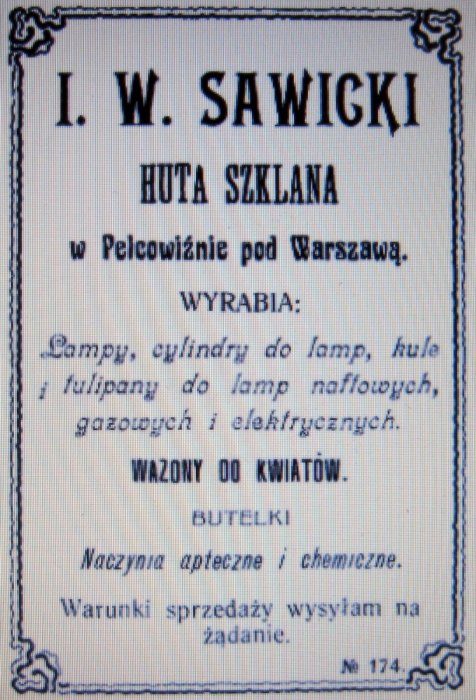 I. W. SAWICKI
HUTA SZKLANA
w Pelcowiźnie pod Warszawą.
WYRABIA:
Lampy, cylindry do lamp, kule
i tulipany do lamp naftowych,
gazowych i elektrycznych.
WAZONY DO KWIATÓW.
BUTELKI
Naczynia apteczne i chemiczne.
Warunki sprzedaży wysyłam na
żądanie.
№ 174.